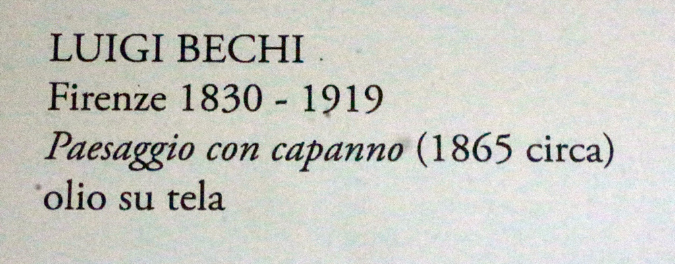 LUIGI BECHI
Firenze 1830 - 1919
Paesaggio con capanno (1865 circa)
olio su tela